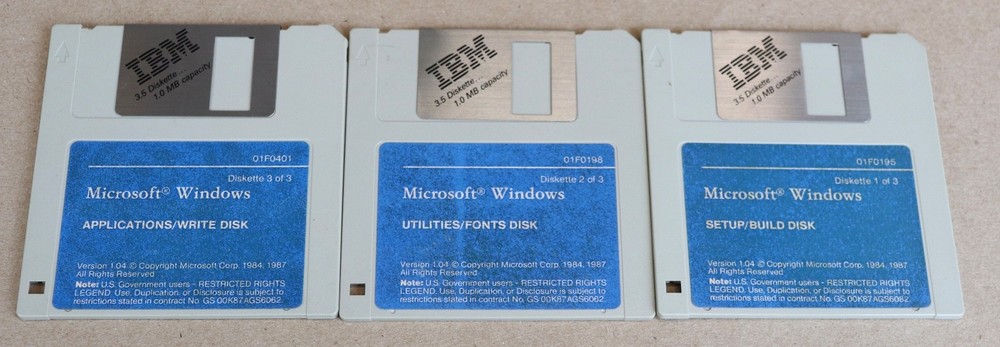 IBM
3.5 Diskette...
1.0 MB capacity
01F0401
Diskette 3 of 3
Microsoft® Windows
APPLICATIONS/WRITE DISK
Version 1.04 © Copyright Microsoft Corp. 1984, 1987
All Rights Reserved
Note: U.S. Government users - RESTRICTED RIGHTS
LEGEND. Use, Duplication, or Disclosure is subject to
restrictions stated in contract No. GS 00K87AGS6062.
IBM
3.5 Diskette...
1.0 MB capacity
01F0198
Diskette 2 of 3
Microsoft® Windows
UTILITIES/FONTS DISK
Version 1.04 © Copyright Microsoft Corp. 1984, 1987
All Rights Reserved
Note: U.S. Government users - RESTRICTED RIGHTS
LEGEND. Use, Duplication, or Disclosure is subject to
restrictions stated in contract No. GS 00K87AGS6062.
IBM
3.5 Diskette...
1.0 MB capacity
01F0195
Diskette 1 of 3
Microsoft® Windows
SETUP/BUILD DISK
Version 1.04 © Copyright Microsoft Corp. 1984, 1987
All Rights Reserved
Note: U.S. Government users - RESTRICTED RIGHTS
LEGEND. Use, Duplication, or Disclosure is subject to
restrictions stated in contract No. GS 00K87AGS6062.